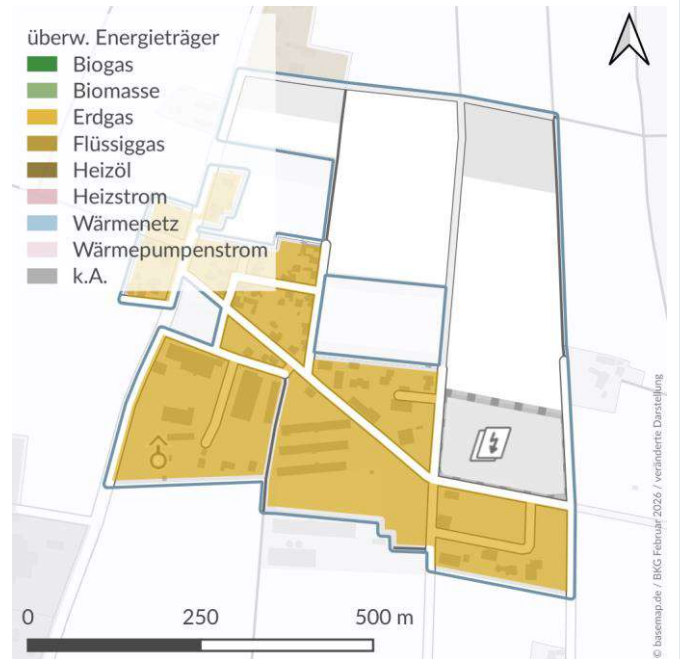 überw. Energieträger
Biogas
Biomasse
Erdgas
Flüssiggas
Heizöl
Heizstrom
Wärmenetz
Wärmepumpenstrom
k.A.
0 250 500 m
© basemap.de / BKG Februar 2026 / veränderte Darstellung